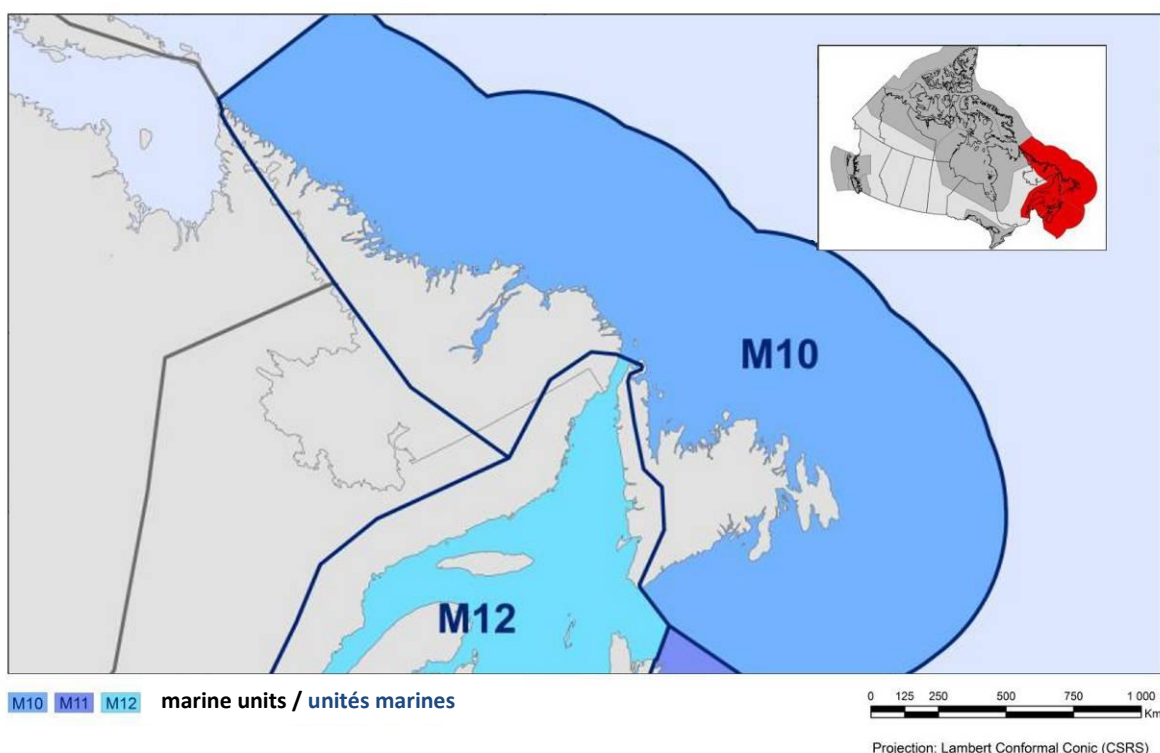 M10
M12
M10 M11 M12 marine units / unités marines
0 125 250 500 750 1 000
Km
Projection: Lambert Conformal Conic (CSRS)